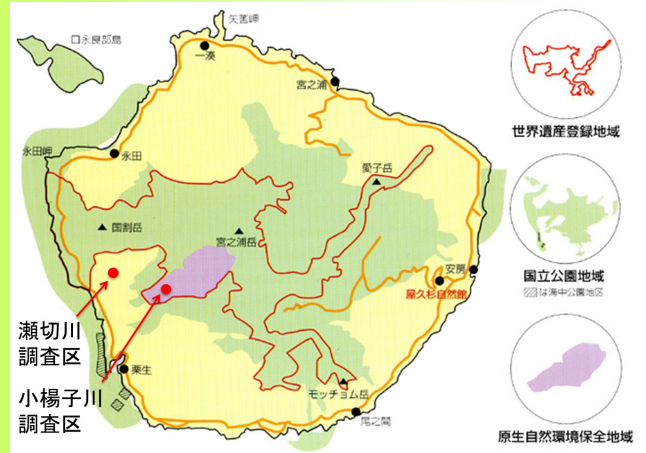 矢筈岬
口永良部島
一湊
宮之浦
永田岬
永田
愛子岳
国割岳
宮之浦岳
安房
屋久杉自然館
瀬切川
調査区
小楊子川
調査区
栗生
モッチョム岳
尾之間
世界遺産登録地域
国立公園地域
は海中公園地区
原生自然環境保全地域